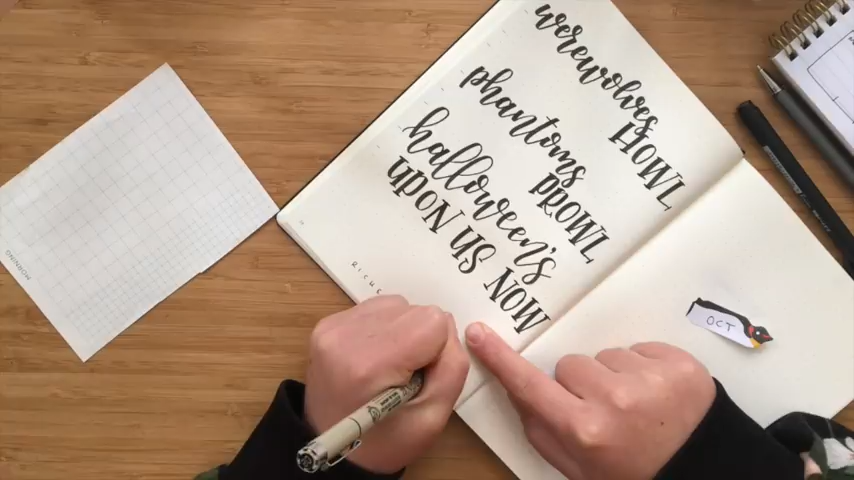 werewolves
HOWL
phantoms
PROWL
halloween's
UPON US NOW
OCT